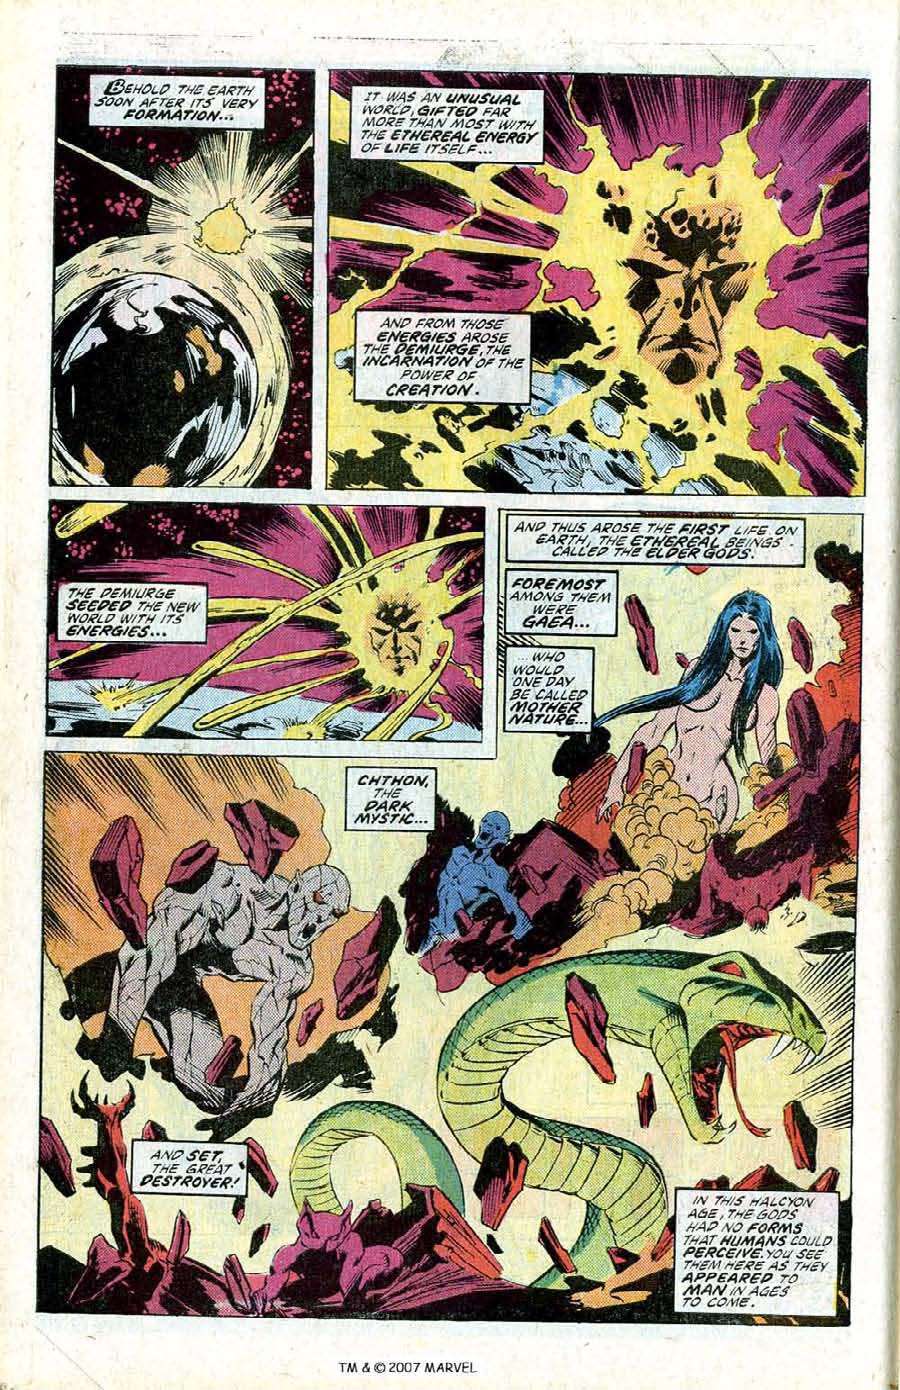 BEHOLD THE EARTH
SOON AFTER ITS VERY
FORMATION...
IT WAS AN UNUSUAL
WORLD, GIFTED FAR
MORE THAN MOST WITH
THE ETHEREAL ENERGY
OF LIFE ITSELF...
AND FROM THOSE
ENERGIES AROSE
THE DEMIURGE, THE
INCARNATION OF THE
POWER OF
CREATION.
THE DEMIURGE
SEEDED THE NEW
WORLD WITH ITS
ENERGIES...
AND THUS AROSE THE FIRST LIFE ON
EARTH, THE ETHEREAL BEINGS
CALLED THE ELDER GODS.
FOREMOST
AMONG THEM
WERE
GAEA...
...WHO
WOULD
ONE DAY
BE CALLED
MOTHER
NATURE...
CHTHON,
THE
DARK
MYSTIC...
AND SET,
THE GREAT
DESTROYER!
IN THIS HALCYON
AGE, THE GODS
HAD NO FORMS
THAT HUMANS COULD
PERCEIVE. YOU SEE
THEM HERE AS THEY
APPEARED TO
MAN IN AGES
TO COME.
TM & © 2007 MARVEL